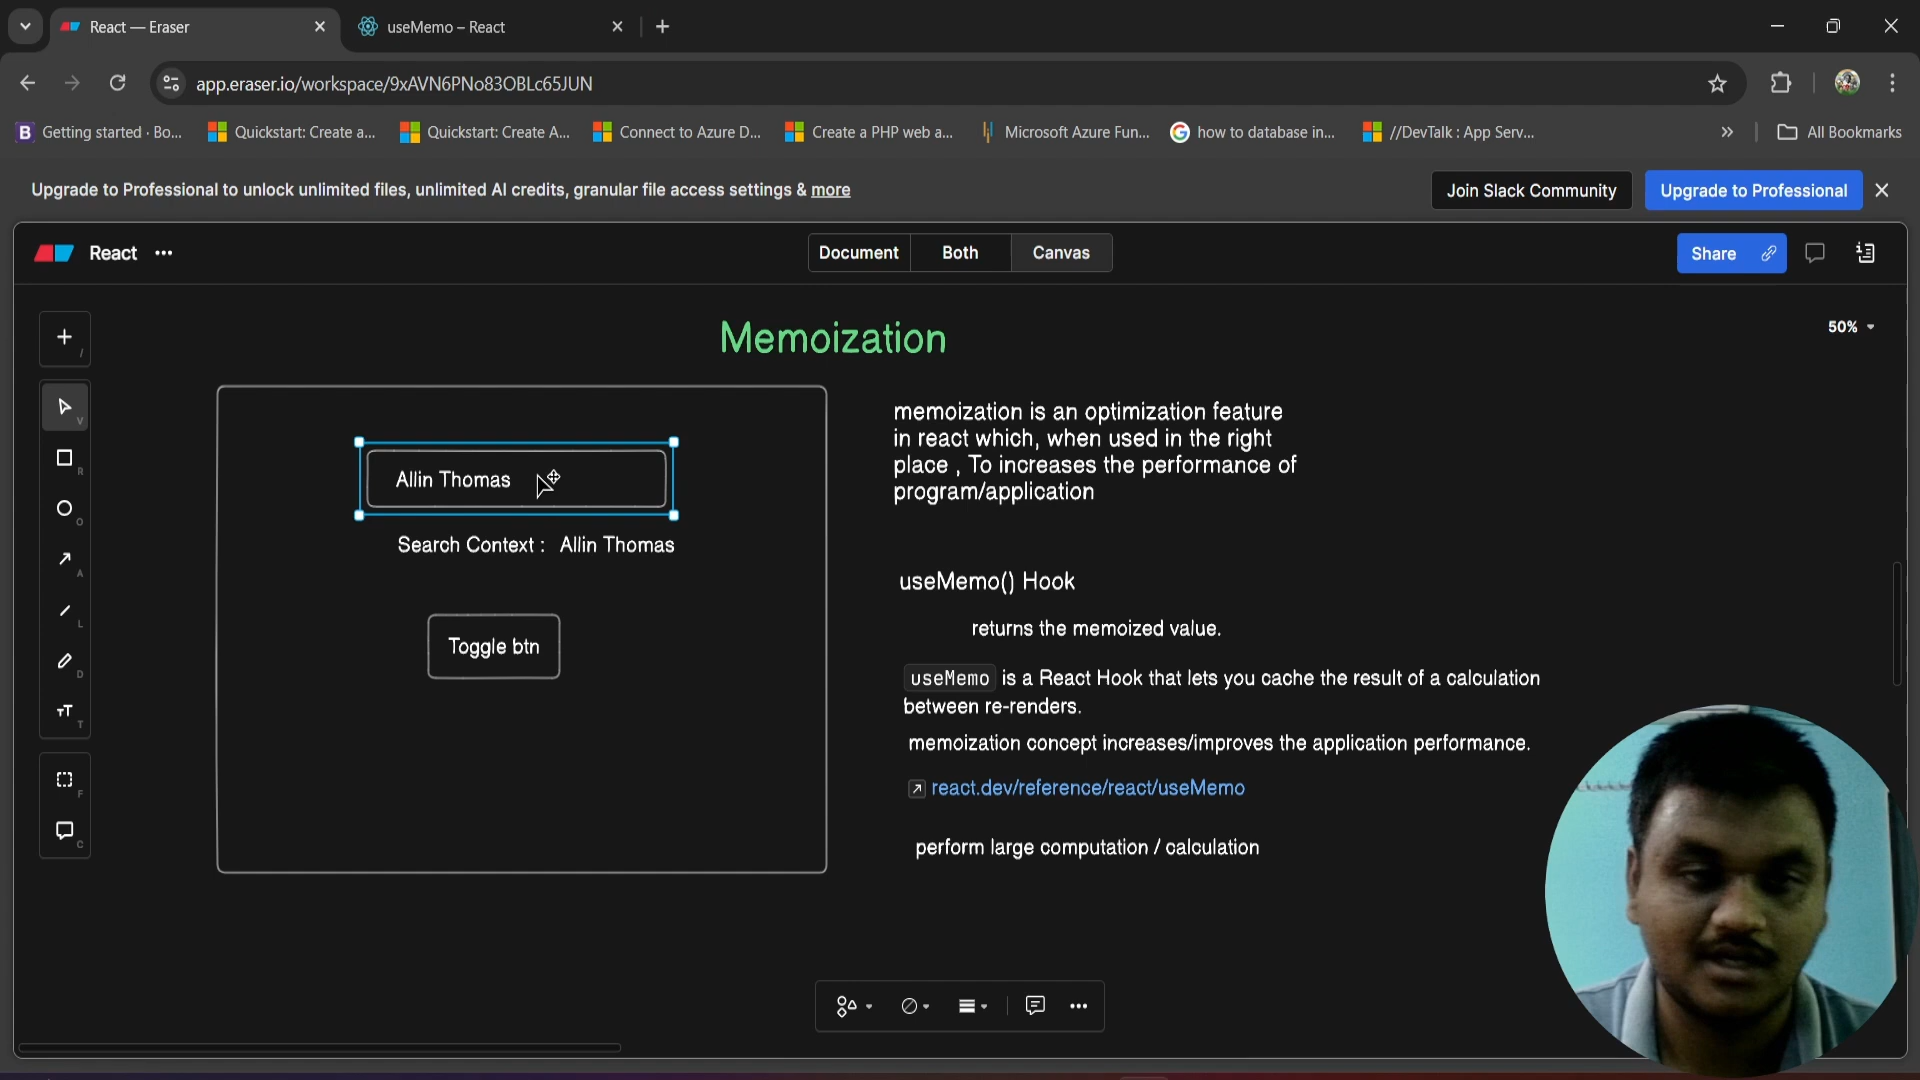 React — Eraser
useMemo – React
app.eraser.io/workspace/9xAVN6PNo83OBLc65JUN
Getting started · Bo...
Quickstart: Create a...
Quickstart: Create A...
Connect to Azure D...
Create a PHP web a...
Microsoft Azure Fun...
how to database in...
//DevTalk : App Serv...
All Bookmarks
Upgrade to Professional to unlock unlimited files, unlimited AI credits, granular file access settings & more
Join Slack Community
Upgrade to Professional
React
Document
Both
Canvas
Share
50%
/
V
R
O
A
L
D
T
F
C
Memoization
Allin Thomas
Search Context : Allin Thomas
Toggle btn
memoization is an optimization feature
in react which, when used in the right
place , To increases the performance of
program/application
useMemo() Hook
returns the memoized value.
useMemo is a React Hook that lets you cache the result of a calculation
between re-renders.
memoization concept increases/improves the application performance.
react.dev/reference/react/useMemo
perform large computation / calculation